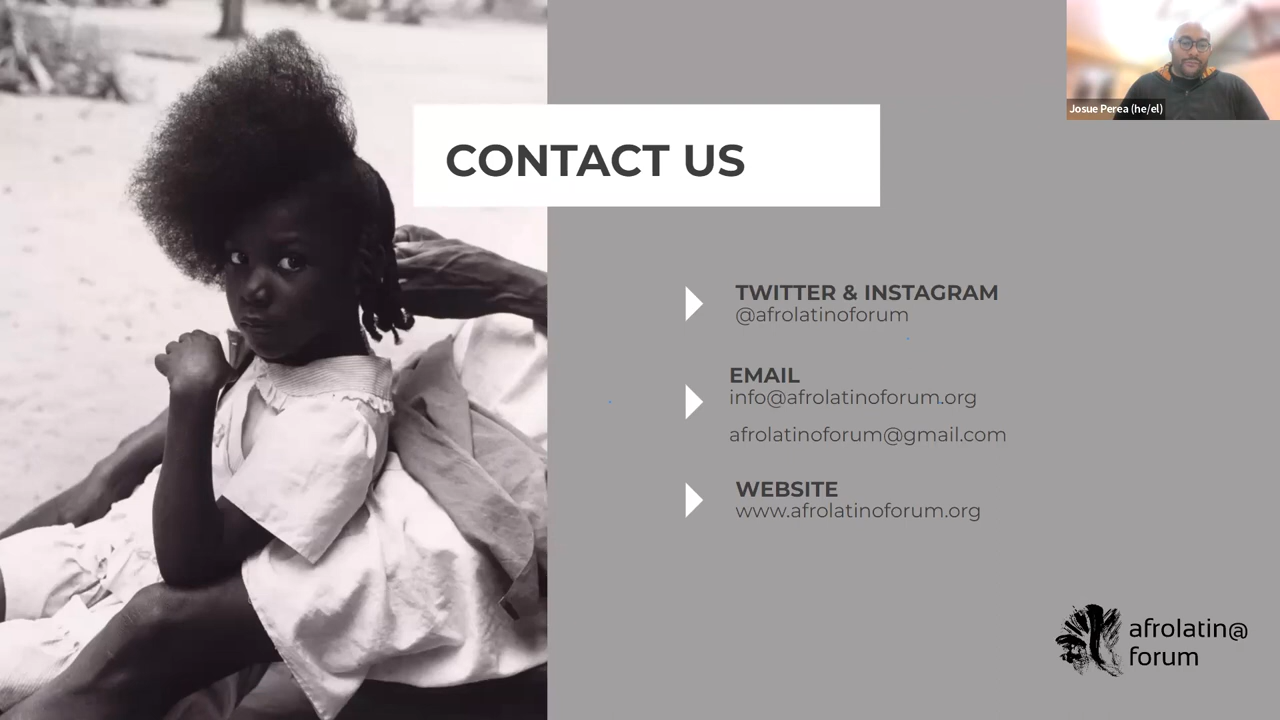 Josue Perea (he/el)
CONTACT US
TWITTER & INSTAGRAM
@afrolatinoforum
EMAIL
info@afrolatinoforum.org
afrolatinoforum@gmail.com
WEBSITE
www.afrolatinoforum.org
afrolatin@
forum